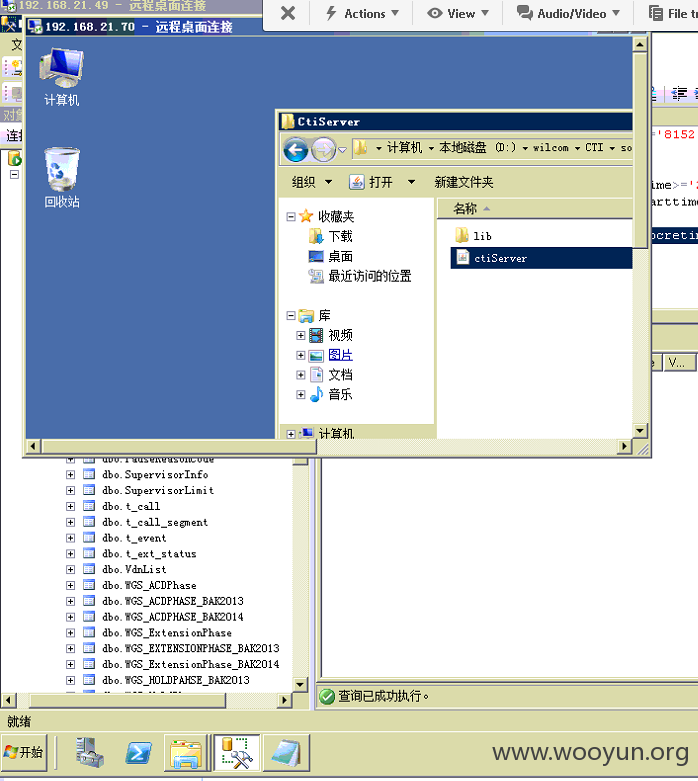 192.168.21.49 - 远程桌面连接
Actions
View
Audio/Video
File t
192.168.21.70 - 远程桌面连接
文
计算机
回收站
CtiServer
计算机
本地磁盘 (D:)
wilcom
CTI
so
组织
打开
新建文件夹
收藏夹
下载
桌面
最近访问的位置
库
视频
图片
文档
音乐
计算机
名称
lib
ctiServer
='8152
ime>='
arttime
ocretim
e
V...
dbo.PauseReasonCode
dbo.SupervisorInfo
dbo.SupervisorLimit
dbo.t_call
dbo.t_call_segment
dbo.t_event
dbo.t_ext_status
dbo.VdnList
dbo.WGS_ACDPhase
dbo.WGS_ACDPHASE_BAK2013
dbo.WGS_ACDPHASE_BAK2014
dbo.WGS_ExtensionPhase
dbo.WGS_EXTENSIONPHASE_BAK2013
dbo.WGS_ExtensionPhase_BAK2014
dbo.WGS_HOLDPAHSE_BAK2013
查询已成功执行。
就绪
开始
www.wooyun.org